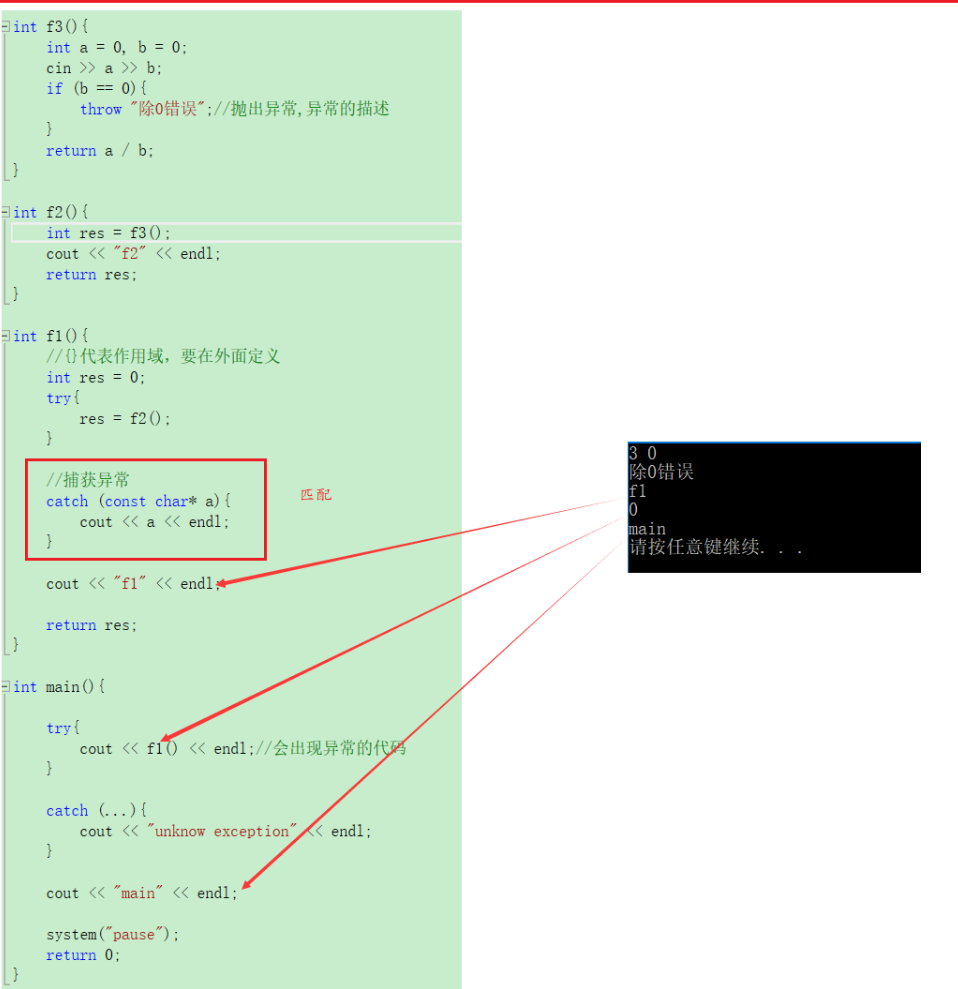 int f3(){
int a = 0, b = 0;
cin >> a >> b;
if (b == 0){
throw "除0错误";//抛出异常,异常的描述
}
return a / b;
}
int f2(){
int res = f3();
cout << "f2" << endl;
return res;
}
int f1(){
//{}代表作用域，要在外面定义
int res = 0;
try{
res = f2();
}
//捕获异常
catch (const char* a){
cout << a << endl;
}
匹配
cout << "f1" << endl;
return res;
}
int main(){
try{
cout << f1() << endl;//会出现异常的代码
}
catch (...){
cout << "unknow exception" << endl;
}
cout << "main" << endl;
system("pause");
return 0;
}
3 0
除0错误
f1
0
main
请按任意键继续. . .